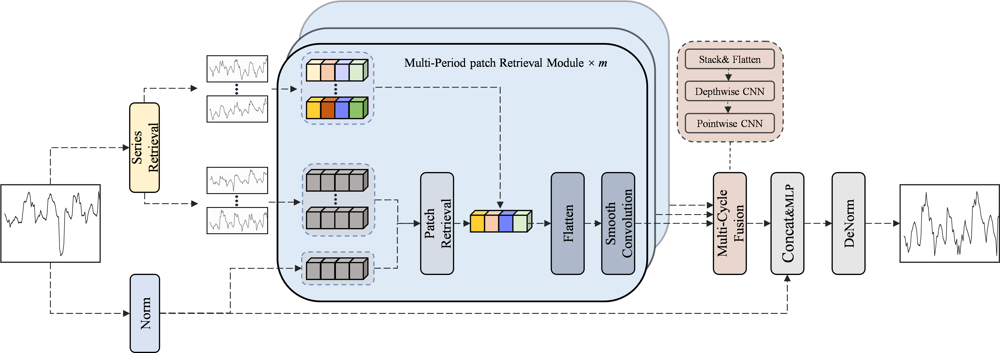 Multi-Period patch Retrieval Module × m
Stack& Flatten
Depthwise CNN
Pointwise CNN
Series
Retrieval
Norm
Patch
Retrieval
Flatten
Smooth
Convolution
Multi-Cycle
Fusion
Concat&MLP
DeNorm